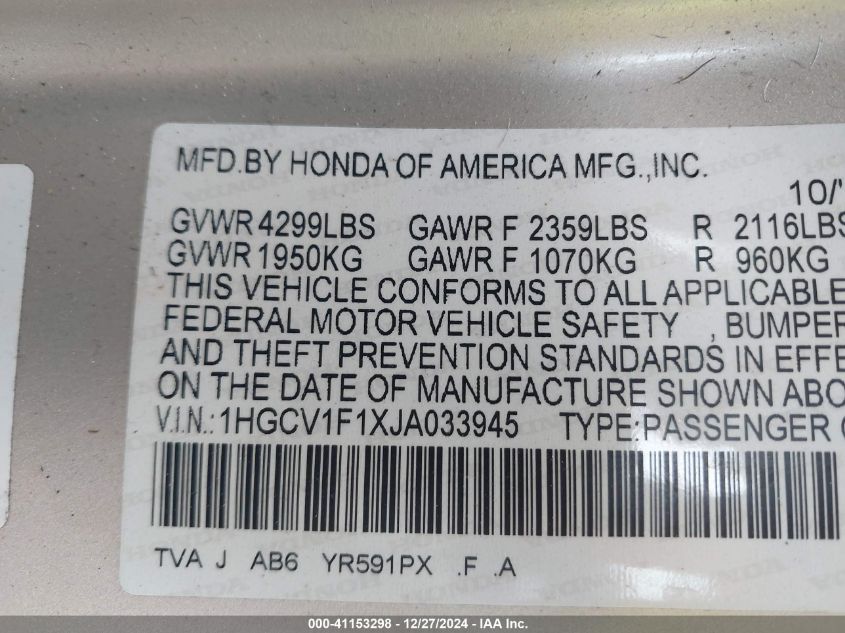 MFD.BY HONDA OF AMERICA MFG.,INC.
10/
GVWR 4299LBS GAWR F 2359LBS R 2116LBS
GVWR 1950KG GAWR F 1070KG R 960KG
THIS VEHICLE CONFORMS TO ALL APPLICABLE
FEDERAL MOTOR VEHICLE SAFETY , BUMPER
AND THEFT PREVENTION STANDARDS IN EFFE
ON THE DATE OF MANUFACTURE SHOWN ABO
V.I.N.:1HGCV1F1XJA033945 TYPE:PASSENGER
TVA J AB6 YR591PX .F .A
000-41153298 - 12/27/2024 - IAA Inc.